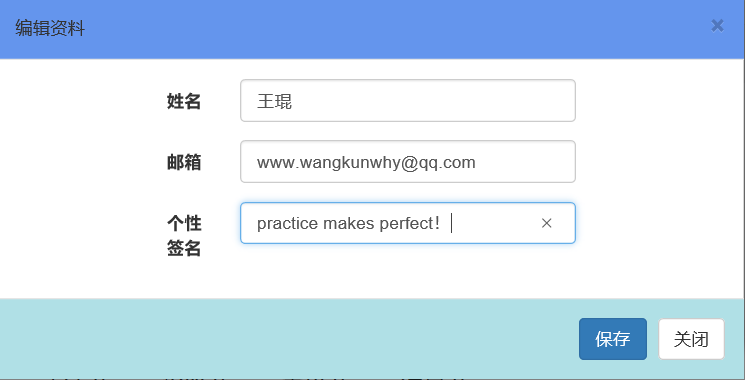 编辑资料
×
姓名 王琨
邮箱 www.wangkunwhy@qq.com
个性 practice makes perfect！ ×
签名
保存 关闭